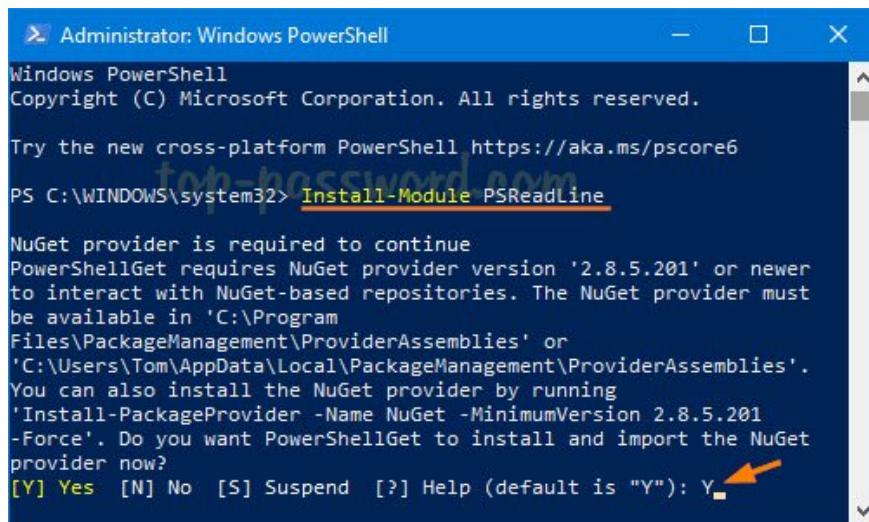 Administrator: Windows PowerShell
Windows PowerShell
Copyright (C) Microsoft Corporation. All rights reserved.
Try the new cross-platform PowerShell https://aka.ms/pscore6
top-password.com
PS C:\WINDOWS\system32> Install-Module PSReadLine
NuGet provider is required to continue
PowerShellGet requires NuGet provider version '2.8.5.201' or newer
to interact with NuGet-based repositories. The NuGet provider must
be available in 'C:\Program
Files\PackageManagement\ProviderAssemblies' or
'C:\Users\Tom\AppData\Local\PackageManagement\ProviderAssemblies'.
You can also install the NuGet provider by running
'Install-PackageProvider -Name NuGet -MinimumVersion 2.8.5.201
-Force'. Do you want PowerShellGet to install and import the NuGet
provider now?
[Y] Yes  [N] No  [S] Suspend  [?] Help (default is "Y"): Y